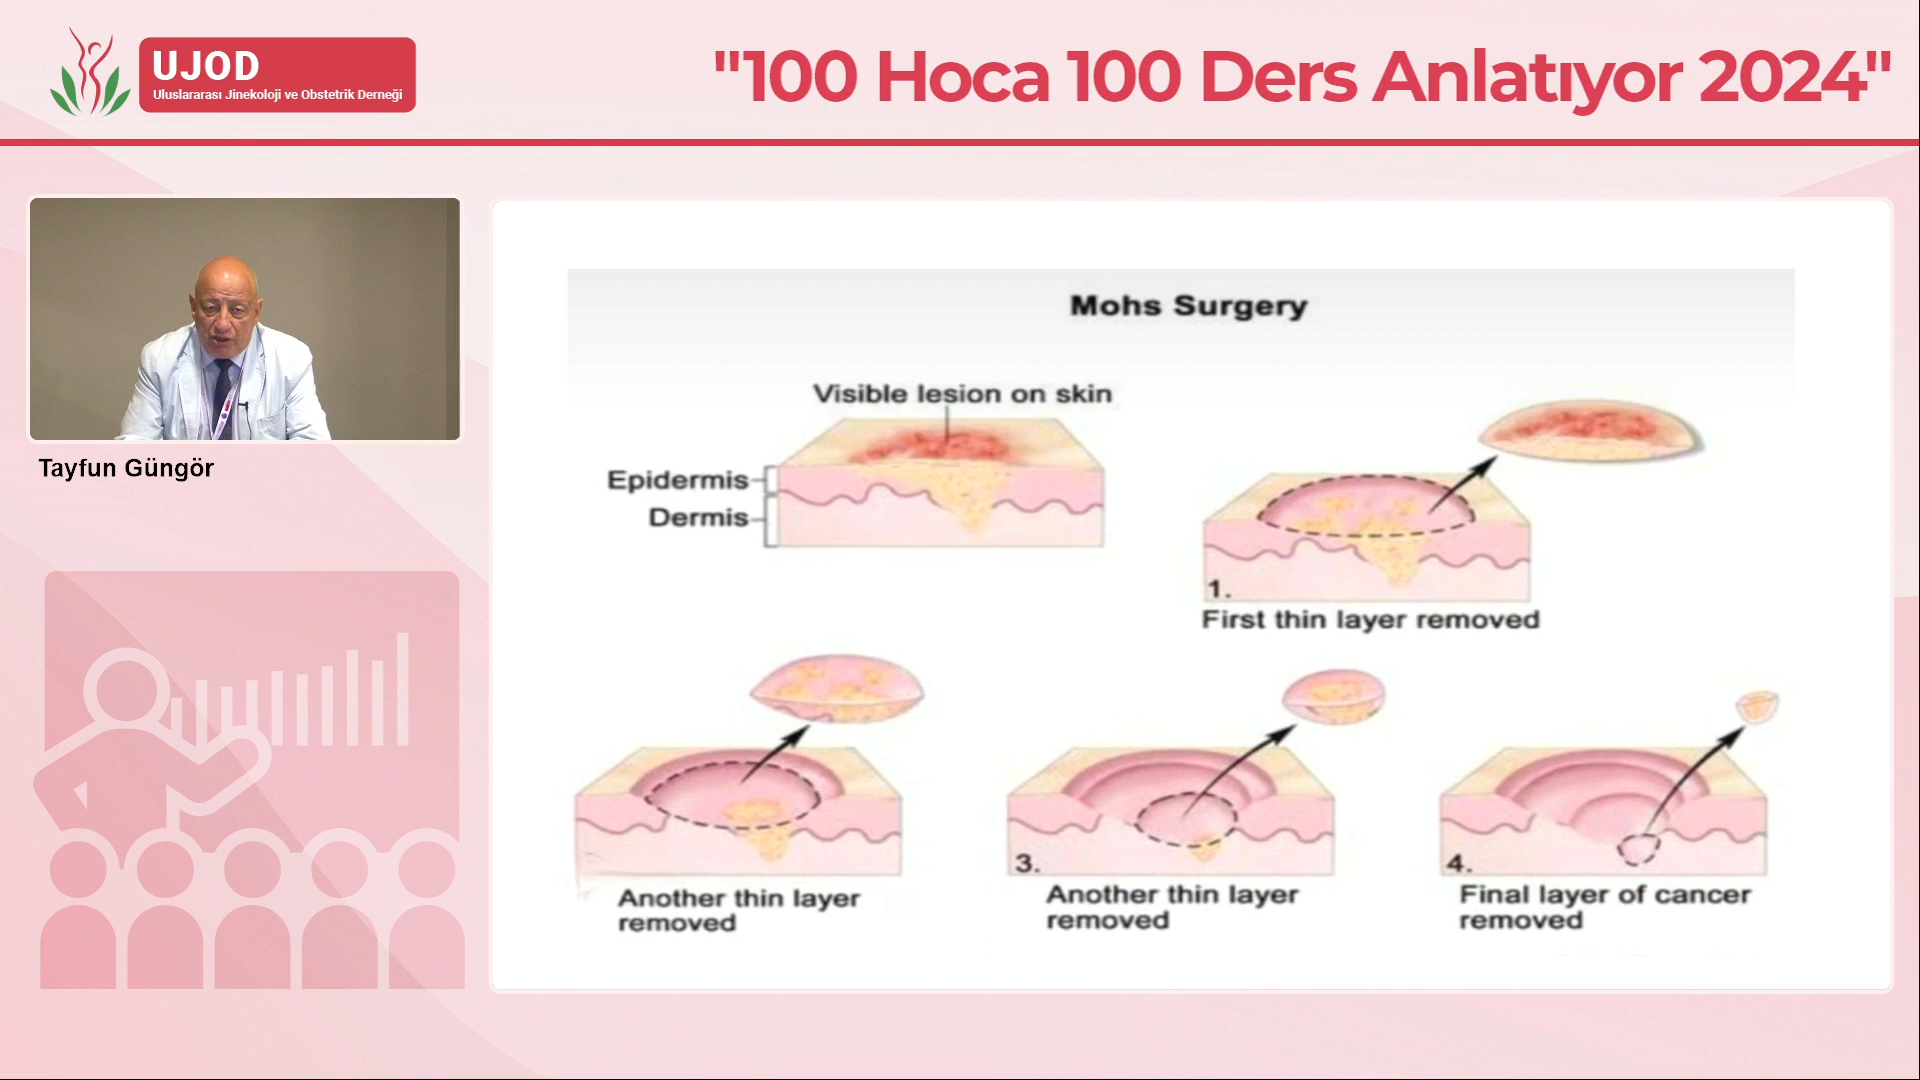 UJOD
Uluslararası Jinekoloji ve Obstetrik Derneği
"100 Hoca 100 Ders Anlatıyor 2024"
Tayfun Güngör
Mohs Surgery
Visible lesion on skin
Epidermis
Dermis
1.
First thin layer removed
Another thin layer
removed
3.
Another thin layer
removed
4.
Final layer of cancer
removed